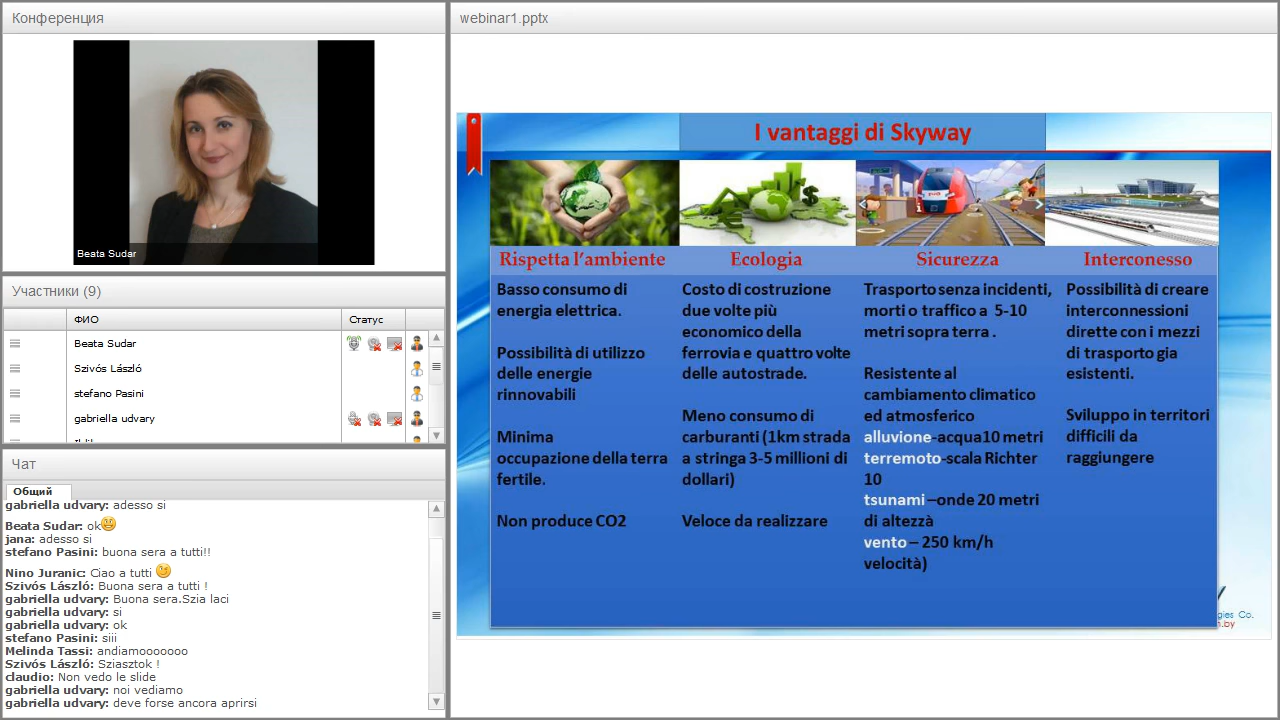 Конференция
Beata Sudar
Участники (9)
ФИО
Статус
Beata Sudar
Szivós László
stefano Pasini
gabriella udvary
Чат
Общий
gabriella udvary: adesso si
Beata Sudar: ok
jana: adesso si
stefano Pasini: buona sera a tutti!!
Nino Juranic: Ciao a tutti
Szivós László: Buona sera a tutti !
gabriella udvary: Buona sera.Szia laci
gabriella udvary: si
gabriella udvary: ok
stefano Pasini: siii
Melinda Tassi: andiamooooooo
Szivós László: Sziasztok !
claudio: Non vedo le slide
gabriella udvary: noi vediamo
gabriella udvary: deve forse ancora aprirsi
webinar1.pptx
I vantaggi di Skyway
Rispetta l'ambiente
Basso consumo di
energia elettrica.
Possibilità di utilizzo
delle energie
rinnovabili
Minima
occupazione della terra
fertile.
Non produce CO2
Ecologia
Costo di costruzione
due volte più
economico della
ferrovia e quattro volte
delle autostrade.
Meno consumo di
carburanti (1km strada
a stringa 3-5 millioni di
dollari)
Veloce da realizzare
Sicurezza
Trasporto senza incidenti,
morti o traffico a 5-10
metri sopra terra .
Resistente al
cambiamento climatico
ed atmosferico
alluvione-acqua10 metri
terremoto-scala Richter
10
tsunami –onde 20 metri
di altezzà
vento – 250 km/h
velocità)
Interconesso
Possibilità di creare
interconnessioni
dirette con i mezzi
di trasporto gia
esistenti.
Sviluppo in territori
difficili da
raggiungere
gies Co.
.by